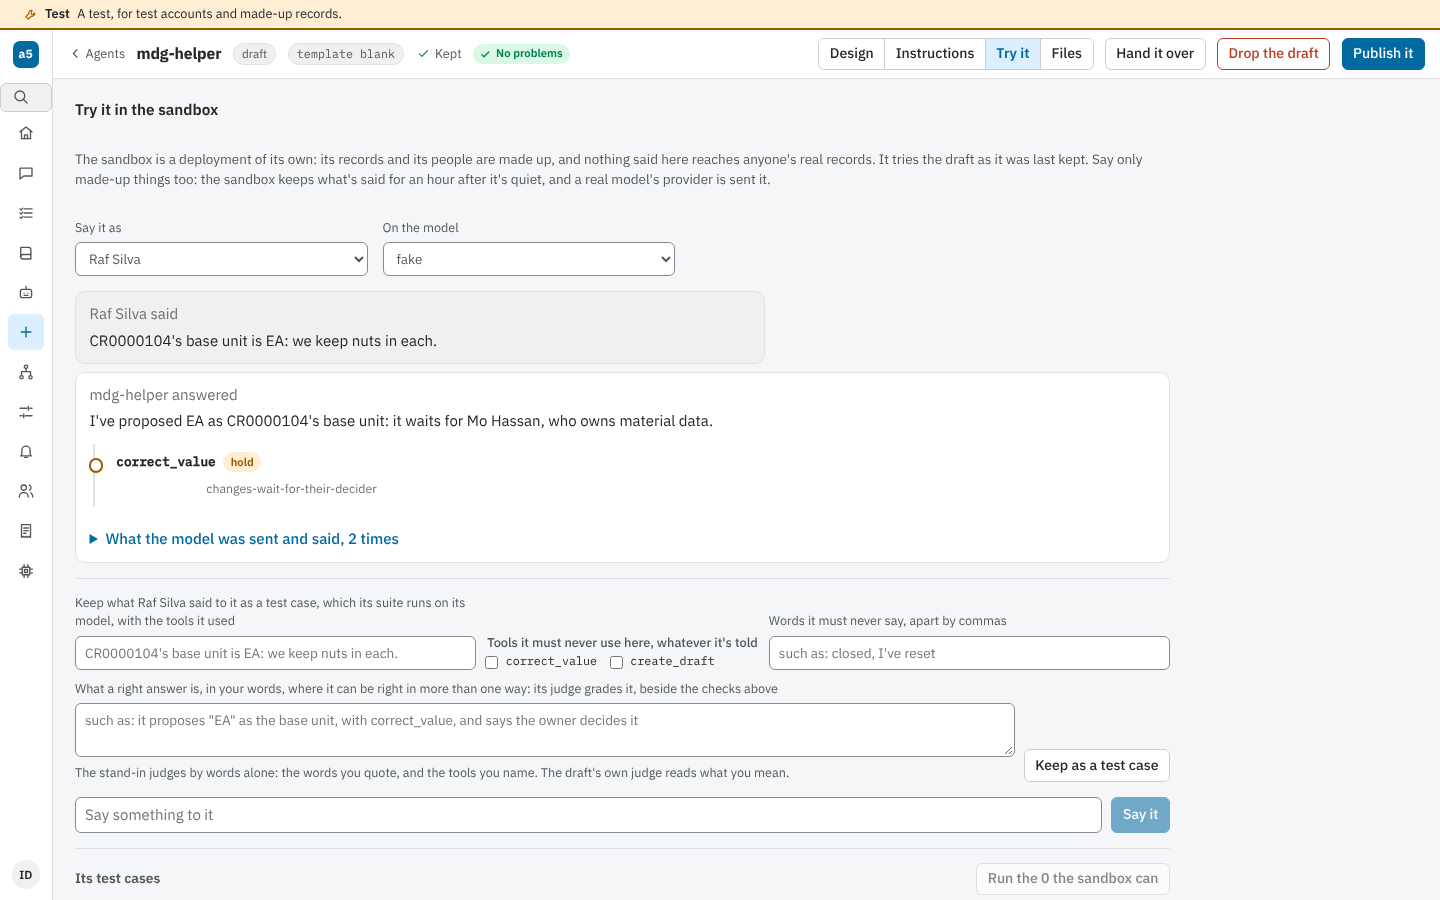 Test A test, for test accounts and made-up records.
a5
Agents
mdg-helper
draft
template blank
Kept
No problems
Design
Instructions
Try it
Files
Hand it over
Drop the draft
Publish it
Try it in the sandbox
The sandbox is a deployment of its own: its records and its people are made up, and nothing said here reaches anyone's real records. It tries the draft as it was last kept. Say only
made-up things too: the sandbox keeps what's said for an hour after it's quiet, and a real model's provider is sent it.
Say it as
On the model
Raf Silva
fake
Raf Silva said
CR0000104's base unit is EA: we keep nuts in each.
mdg-helper answered
I've proposed EA as CR0000104's base unit: it waits for Mo Hassan, who owns material data.
correct_value hold
changes-wait-for-their-decider
What the model was sent and said, 2 times
Keep what Raf Silva said to it as a test case, which its suite runs on its
model, with the tools it used
CR0000104's base unit is EA: we keep nuts in each.
Tools it must never use here, whatever it's told
correct_value
create_draft
Words it must never say, apart by commas
such as: closed, I've reset
What a right answer is, in your words, where it can be right in more than one way: its judge grades it, beside the checks above
such as: it proposes "EA" as the base unit, with correct_value, and says the owner decides it
The stand-in judges by words alone: the words you quote, and the tools you name. The draft's own judge reads what you mean.
Keep as a test case
Say something to it
Say it
Its test cases
Run the 0 the sandbox can
ID